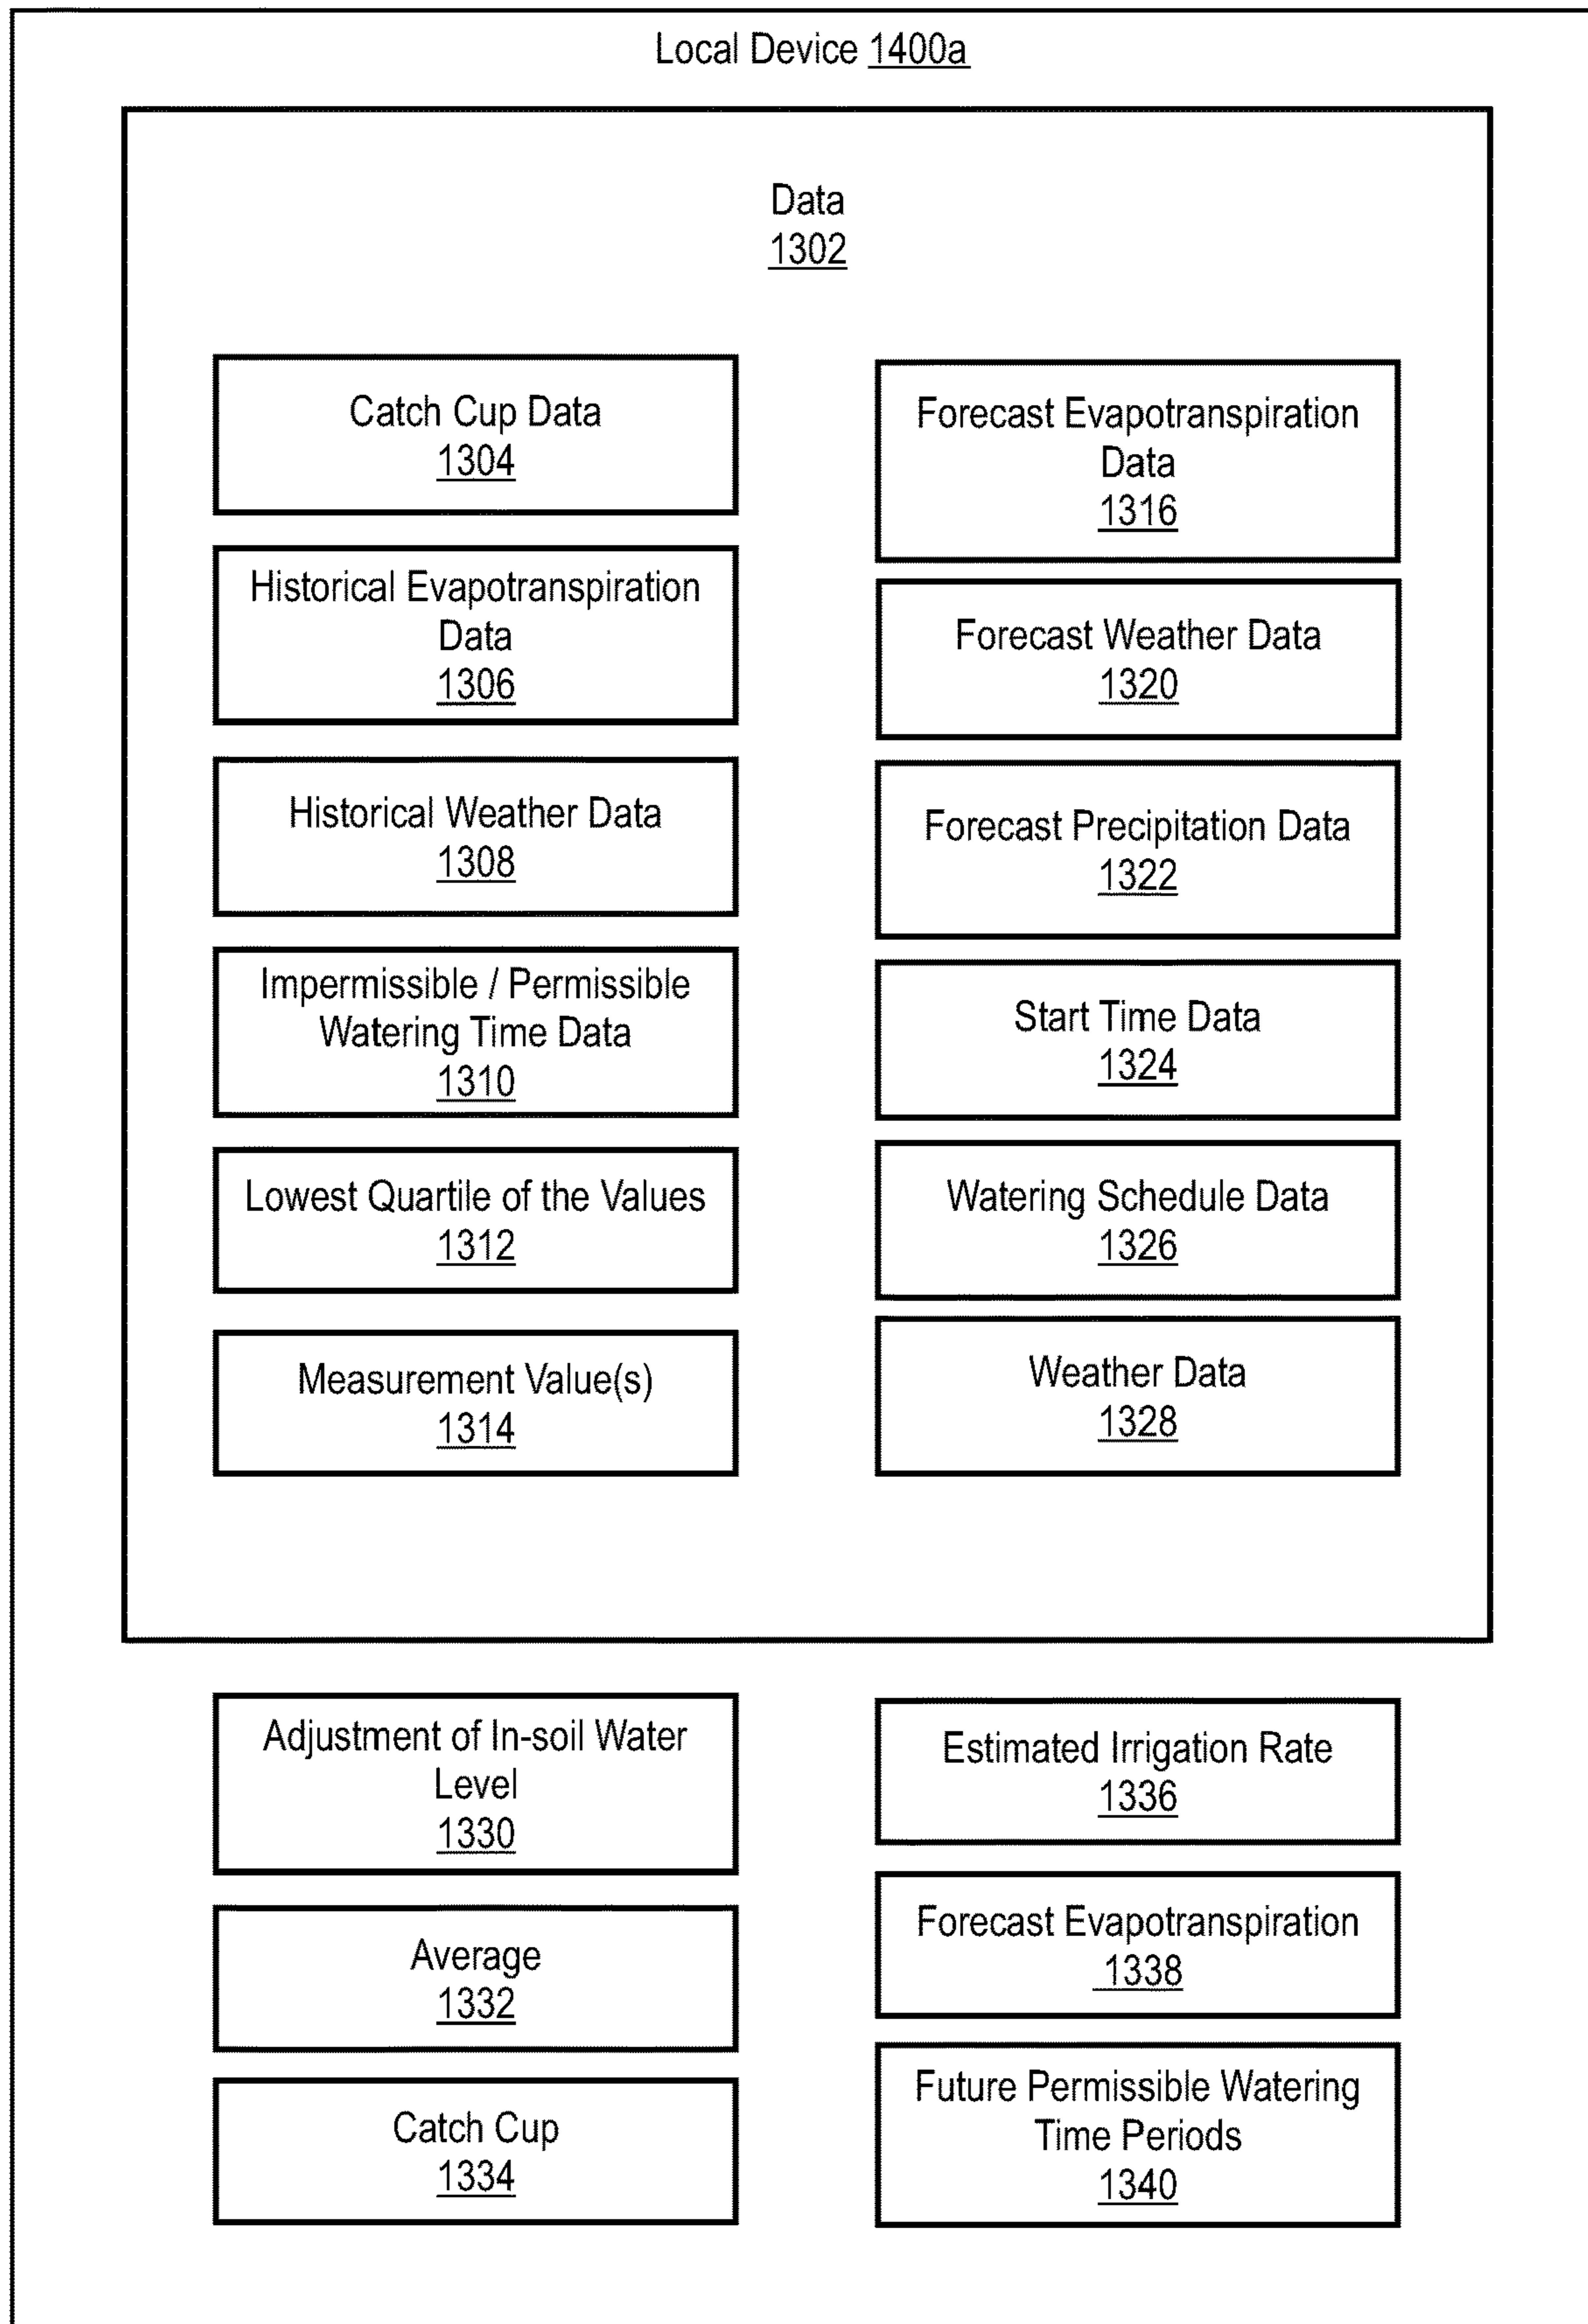 Local Device 1400a
Data
1302
Catch Cup Data
1304
Historical Evapotranspiration
Data
1306
Historical Weather Data
1308
Impermissible / Permissible
Watering Time Data
1310
Lowest Quartile of the Values
1312
Measurement Value(s)
1314
Forecast Evapotranspiration
Data
1316
Forecast Weather Data
1320
Forecast Precipitation Data
1322
Start Time Data
1324
Watering Schedule Data
1326
Weather Data
1328
Adjustment of In-soil Water
Level
1330
Average
1332
Catch Cup
1334
Estimated Irrigation Rate
1336
Forecast Evapotranspiration
1338
Future Permissible Watering
Time Periods
1340